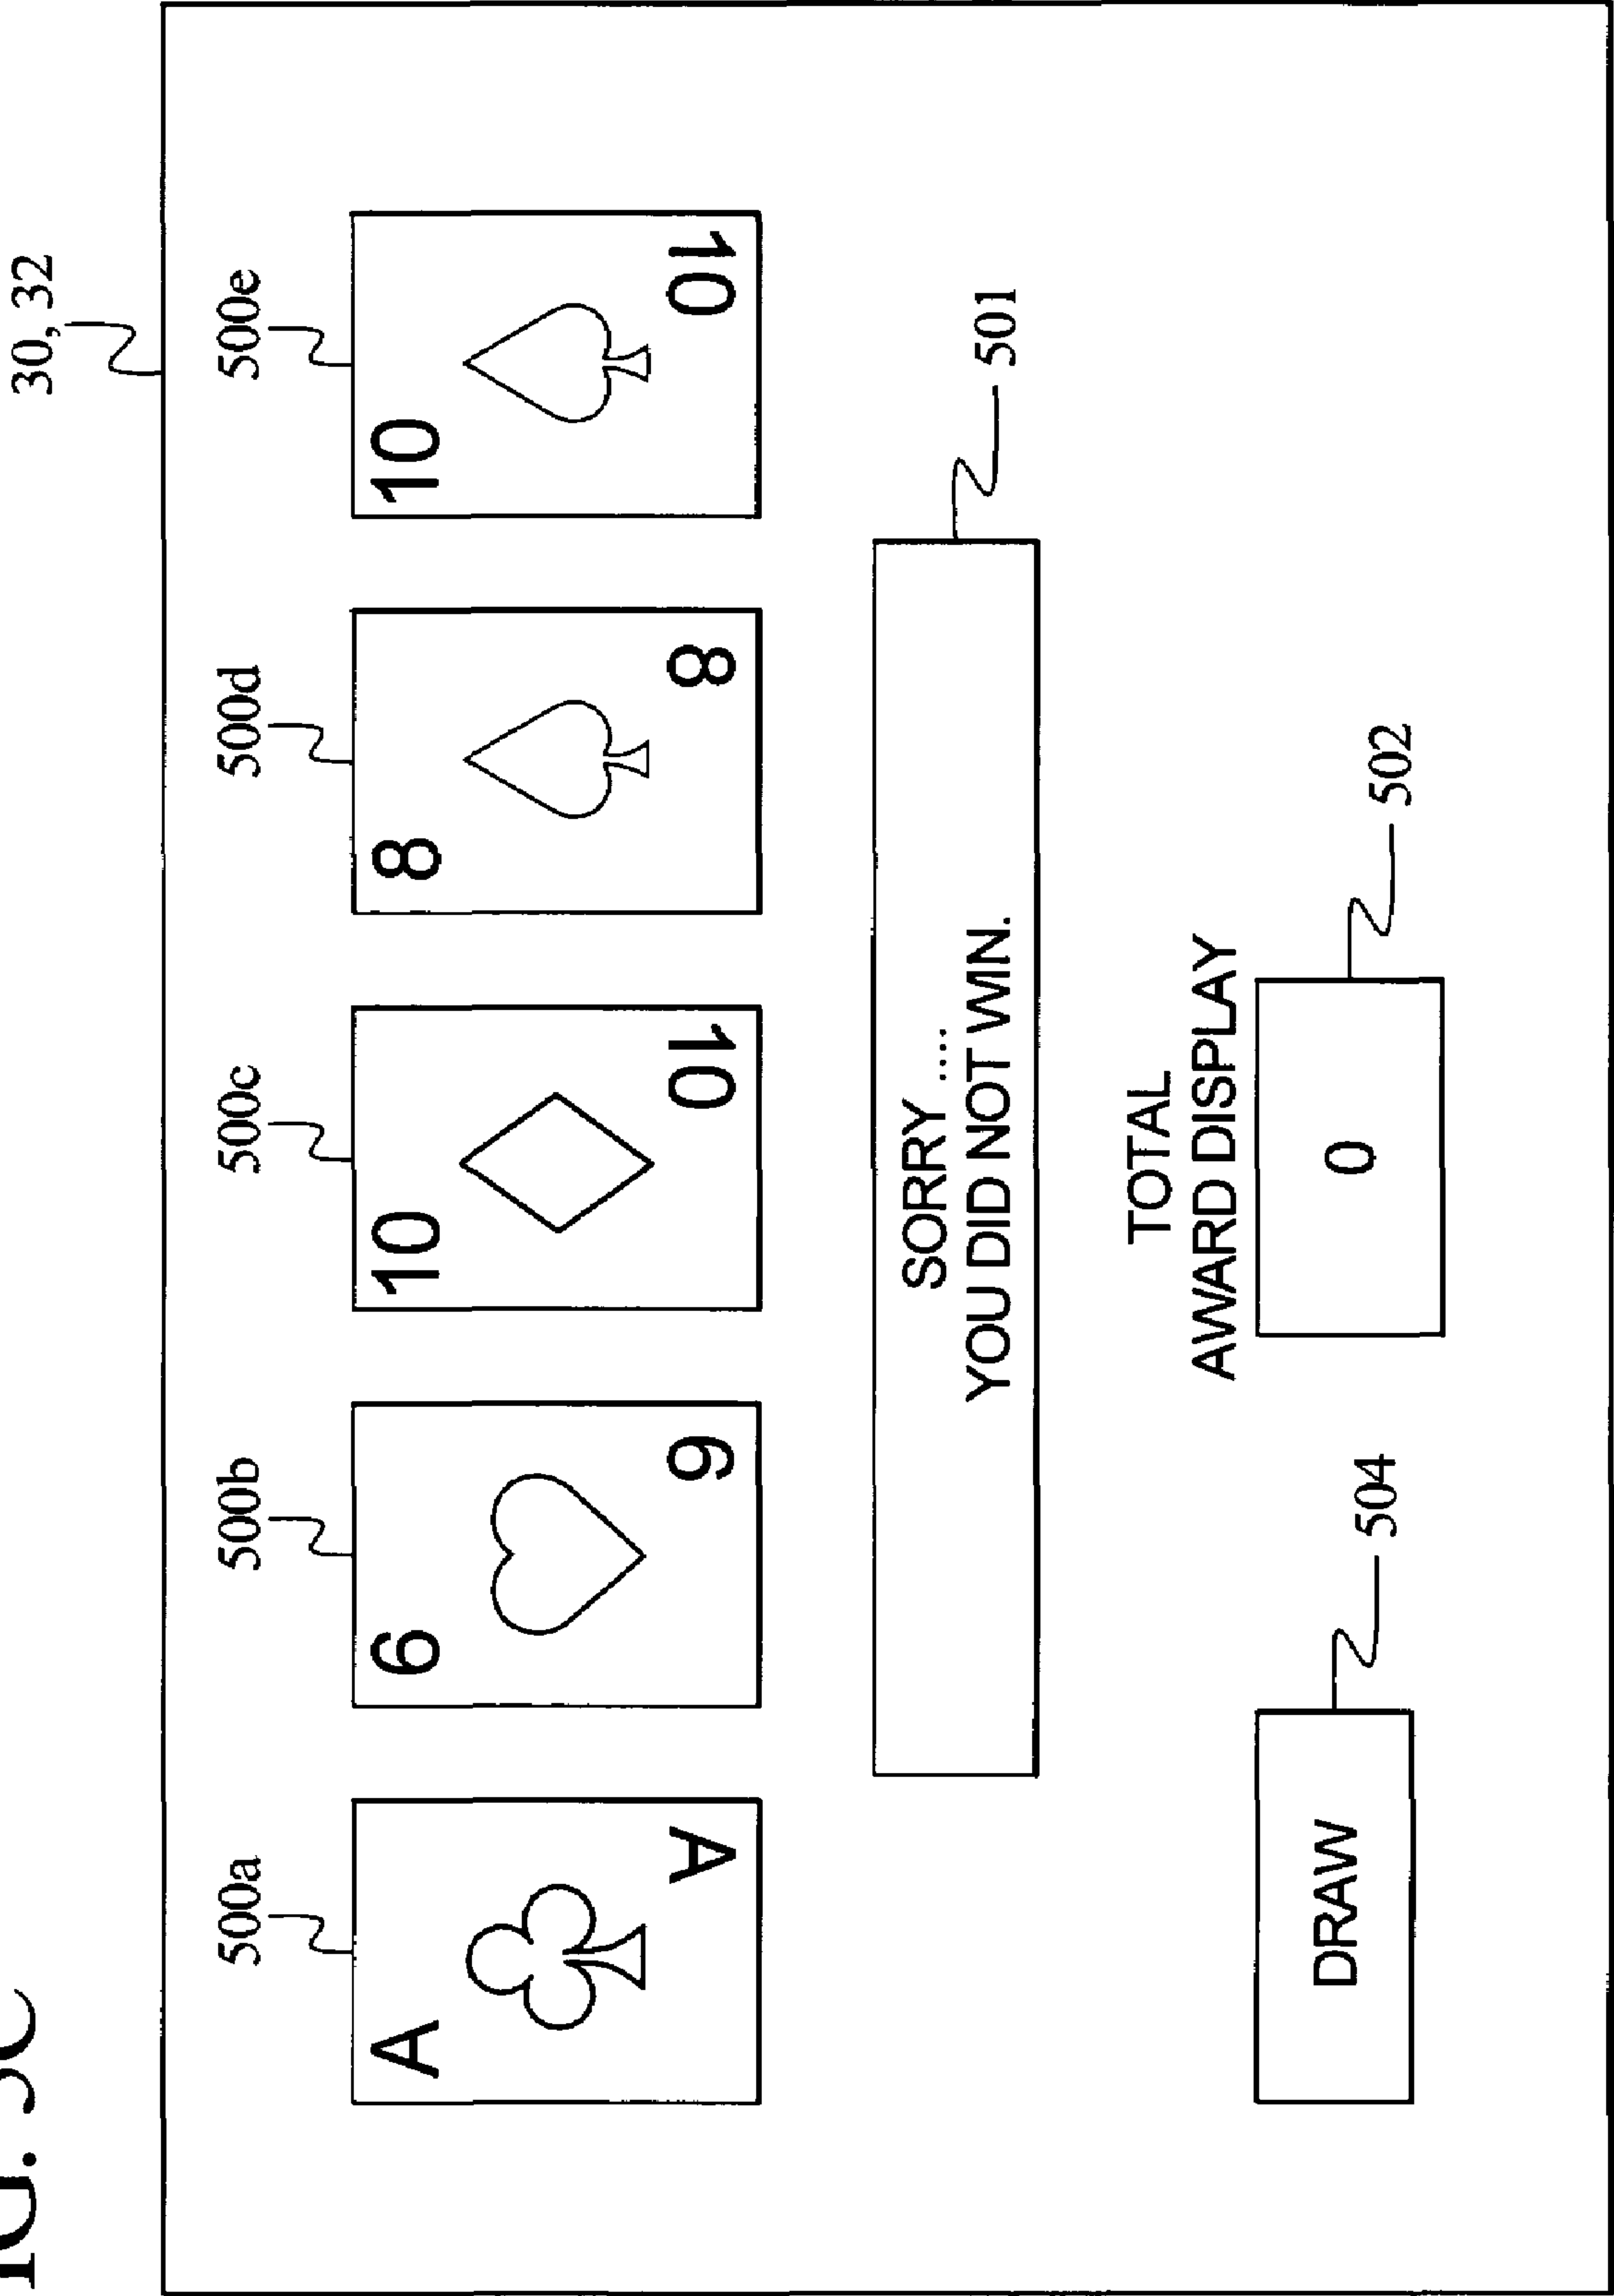 FIG. 5C
30, 32
500a
500b
500c
500d
500e
A
6
10
8
10
A
6
10
8
10
SORRY ....
YOU DID NOT WIN.
501
TOTAL
AWARD DISPLAY
DRAW
504
0
502